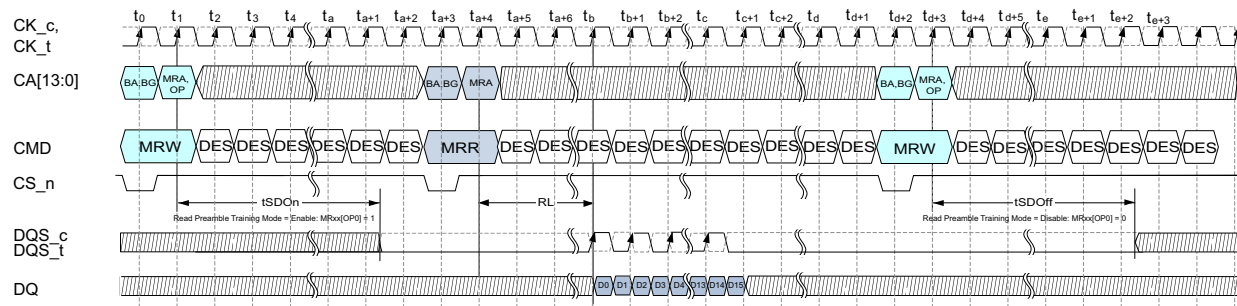 t0 t1 t2 t3 t4 ta ta+1 ta+2 ta+3 ta+4 ta+5 ta+6 tb tb+1 tb+2 tc tc+1 tc+2 td td+1 td+2 td+3 td+4 td+5 te te+1 te+2 te+3
CK_c,
CK_t
CA[13:0] BA,BG MRA, OP BA,BG MRA BA,BG MRA, OP
CMD MRW DES DES DES DES DES DES MRR DES DES DES DES DES DES DES DES DES DES MRW DES DES DES DES DES DES DES
CS_n
tSDOn RL tSDOff
Read Preamble Training Mode = Enable: MRxx[OP0] = 1 Read Preamble Training Mode = Disable: MRxx[OP0] = 0
DQS_c
DQS_t
DQ D0 D1 D2 D3 D4 D13 D14 D15